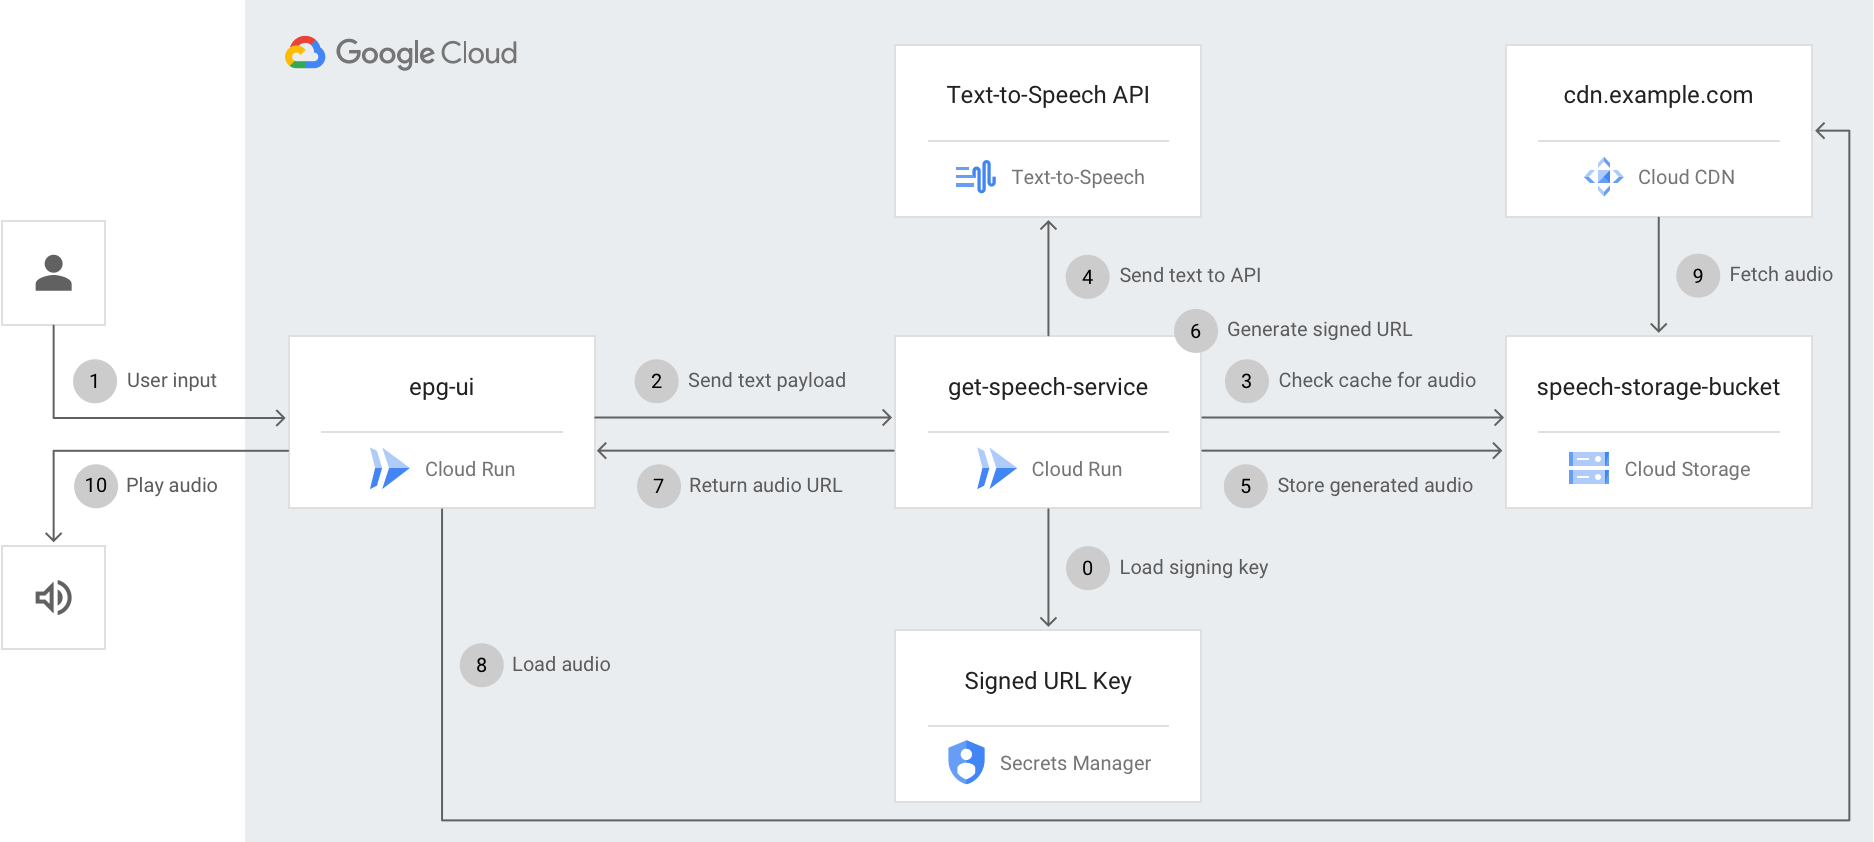 Google Cloud
Text-to-Speech API
Text-to-Speech
cdn.example.com
Cloud CDN
4 Send text to API
9 Fetch audio
6 Generate signed URL
1 User input
epg-ui
Cloud Run
2 Send text payload
get-speech-service
Cloud Run
3 Check cache for audio
speech-storage-bucket
Cloud Storage
10 Play audio
7 Return audio URL
5 Store generated audio
0 Load signing key
8 Load audio
Signed URL Key
Secrets Manager